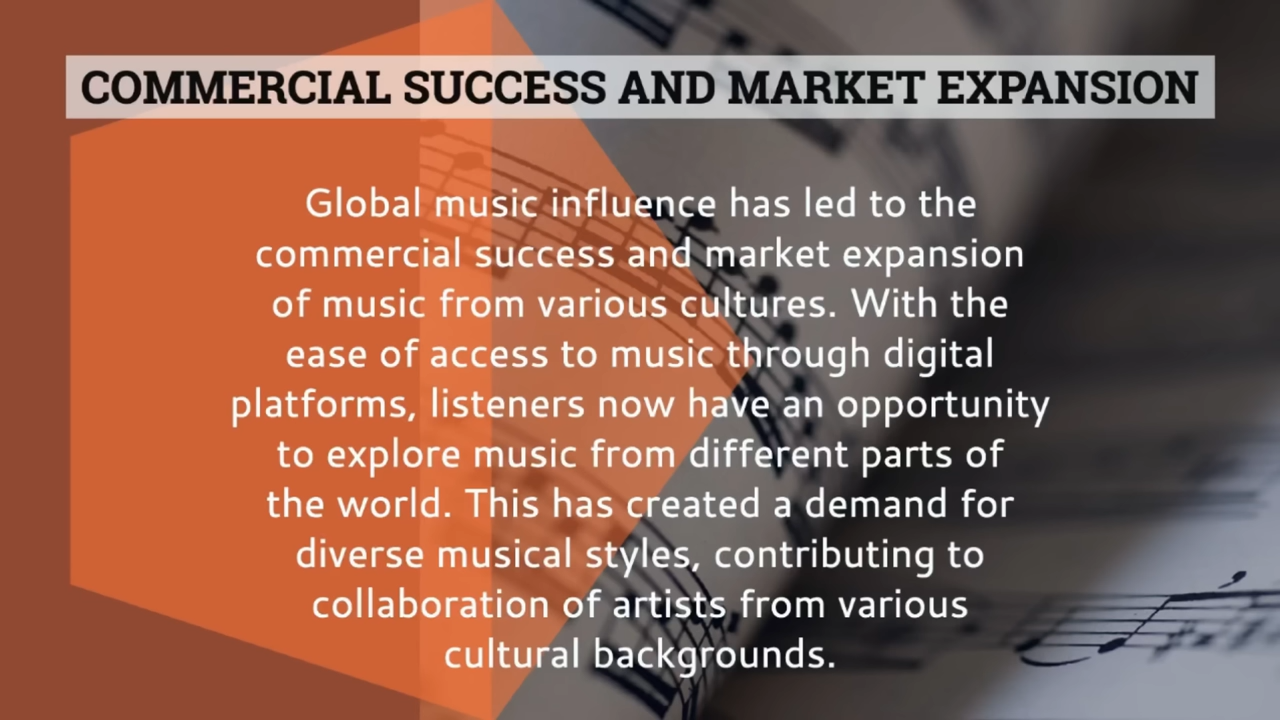 COMMERCIAL SUCCESS AND MARKET EXPANSION
Global music influence has led to the
commercial success and market expansion
of music from various cultures. With the
ease of access to music through digital
platforms, listeners now have an opportunity
to explore music from different parts of
the world. This has created a demand for
diverse musical styles, contributing to
collaboration of artists from various
cultural backgrounds.